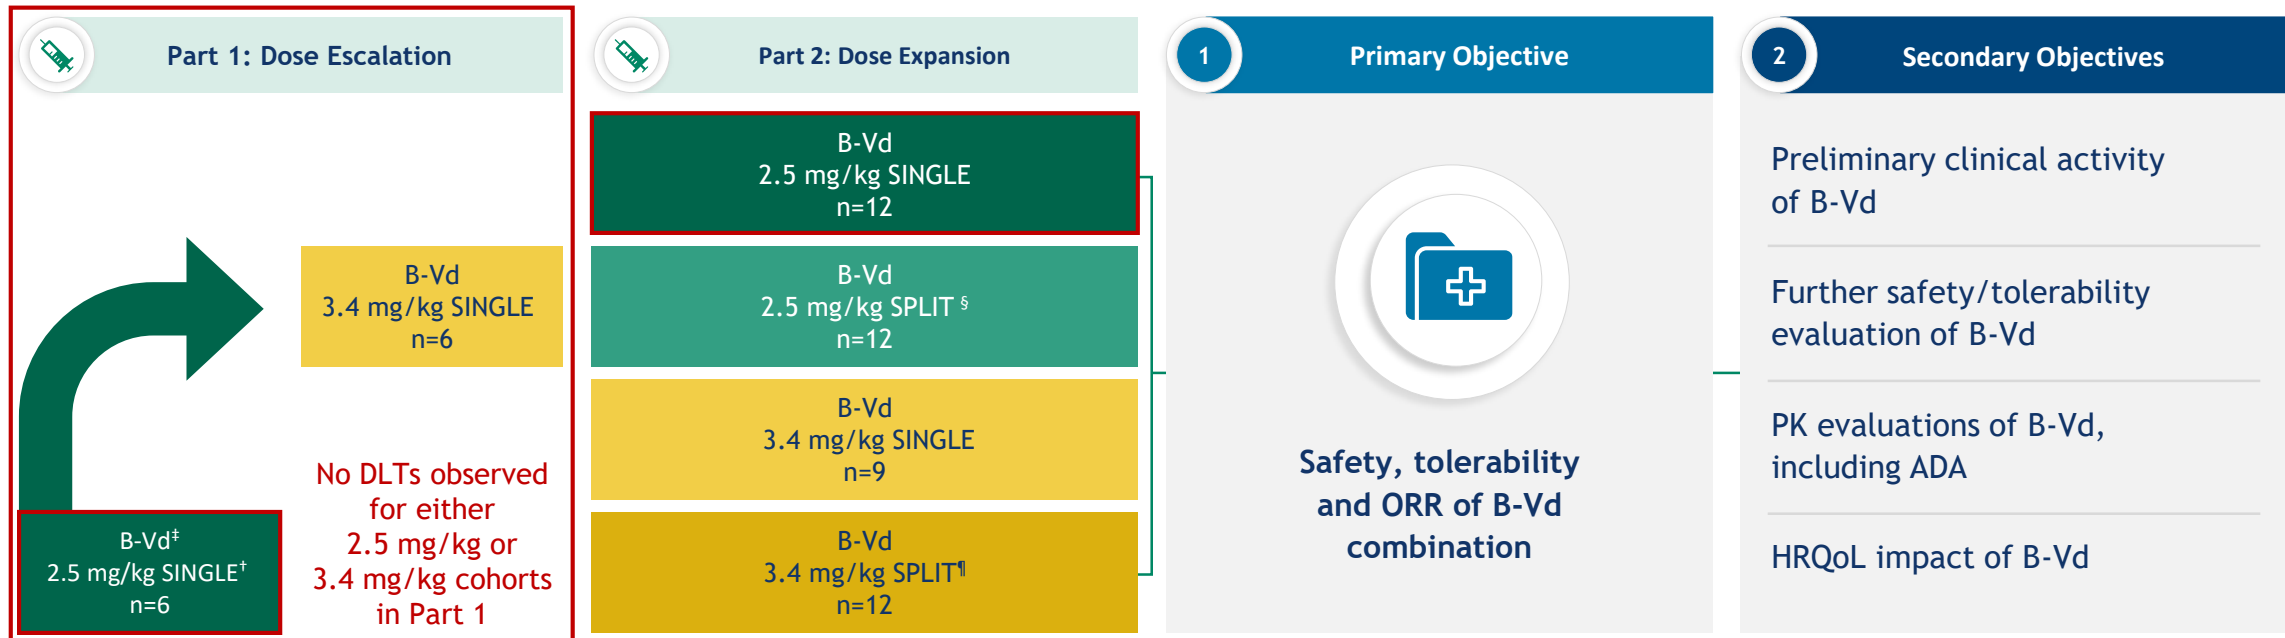 Part 1: Dose Escalation
B-Vd
3.4 mg/kg SINGLE
n=6
B-Vd‡
2.5 mg/kg SINGLE†
n=6
No DLTs observed
for either
2.5 mg/kg or
3.4 mg/kg cohorts
in Part 1
Part 2: Dose Expansion
B-Vd
2.5 mg/kg SINGLE
n=12
B-Vd
2.5 mg/kg SPLIT §
n=12
B-Vd
3.4 mg/kg SINGLE
n=9
B-Vd
3.4 mg/kg SPLIT¶
n=12
1
Primary Objective
Safety, tolerability
and ORR of B-Vd
combination
2
Secondary Objectives
Preliminary clinical activity
of B-Vd
Further safety/tolerability
evaluation of B-Vd
PK evaluations of B-Vd,
including ADA
HRQoL impact of B-Vd